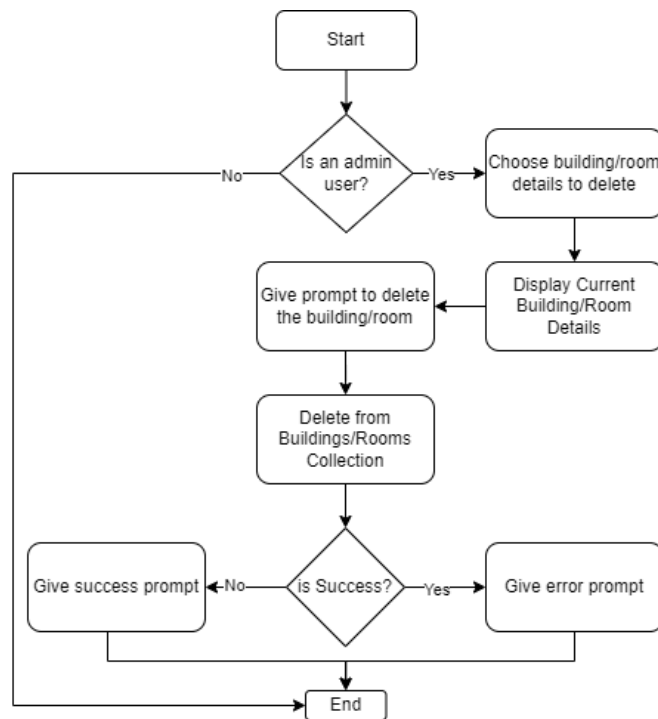 Start
Is an admin
user?
No
Yes
Choose building/room
details to delete
Display Current
Building/Room
Details
Give prompt to delete
the building/room
Delete from
Buildings/Rooms
Collection
is Success?
No
Yes
Give success prompt
Give error prompt
End